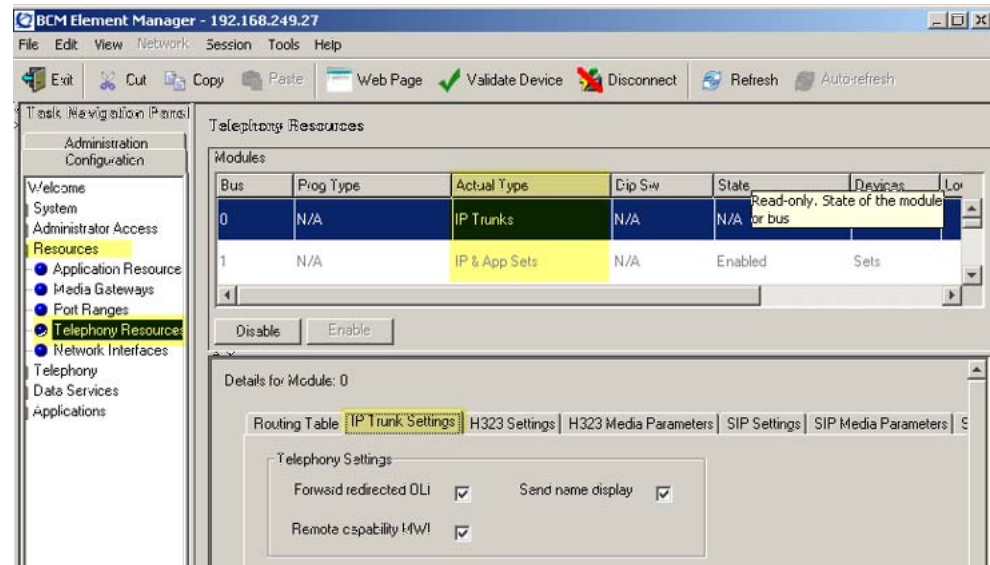 BCM Element Manager - 192.168.249.27
File Edit View Network Session Tools Help
Exit Cut Copy Paste Web Page Validate Device Disconnect Refresh Auto-refresh
Task Navigation Panel
Administration
Configuration
Welcome
System
Administrator Access
Resources
Application Resource
Media Gateways
Port Ranges
Telephony Resources
Network Interfaces
Telephony
Data Services
Applications
Telephony Resources
Modules
Bus Prog Type Actual Type Dip Sw State Devices Lo
0 N/A IP Trunks N/A N/A
Read-only. State of the module or bus
1 N/A IP & App Sets N/A Enabled Sets
Disable Enable
Details for Module: 0
Routing Table IP Trunk Settings H323 Settings H323 Media Parameters SIP Settings SIP Media Parameters S
Telephony Settings
Forward redirected OLI Send name display
Remote capability MWI